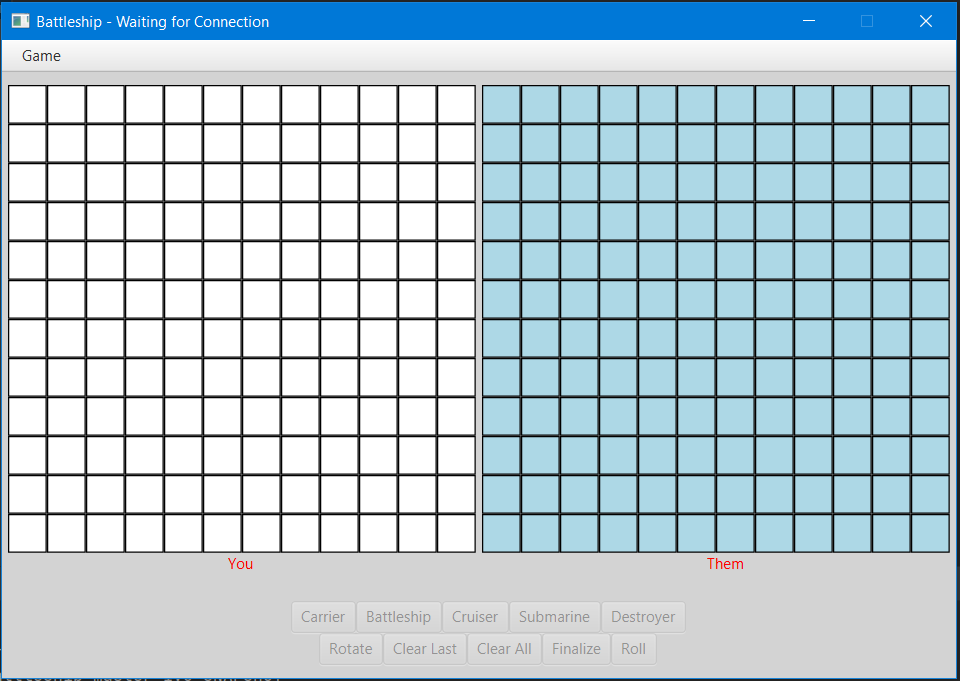 Battleship - Waiting for Connection
Game
You Them
Carrier Battleship Cruiser Submarine Destroyer
Rotate Clear Last Clear All Finalize Roll